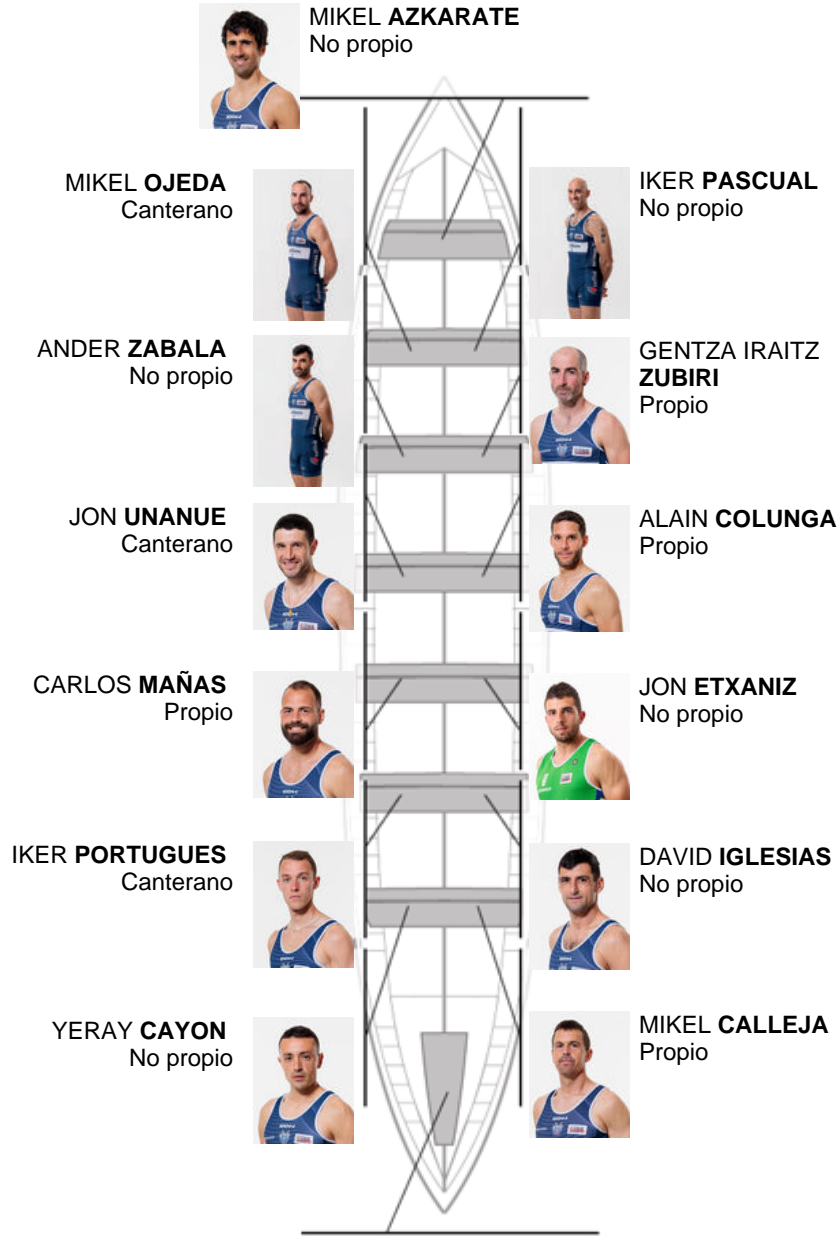 MIKEL AZKARATE
No propio
MIKEL OJEDA
Canterano
IKER PASCUAL
No propio
ANDER ZABALA
No propio
GENTZA IRAITZ
ZUBIRI
Propio
JON UNANUE
Canterano
ALAIN COLUNGA
Propio
CARLOS MAÑAS
Propio
JON ETXANIZ
No propio
IKER PORTUGUES
Canterano
DAVID IGLESIAS
No propio
YERAY CAYON
No propio
MIKEL CALLEJA
Propio